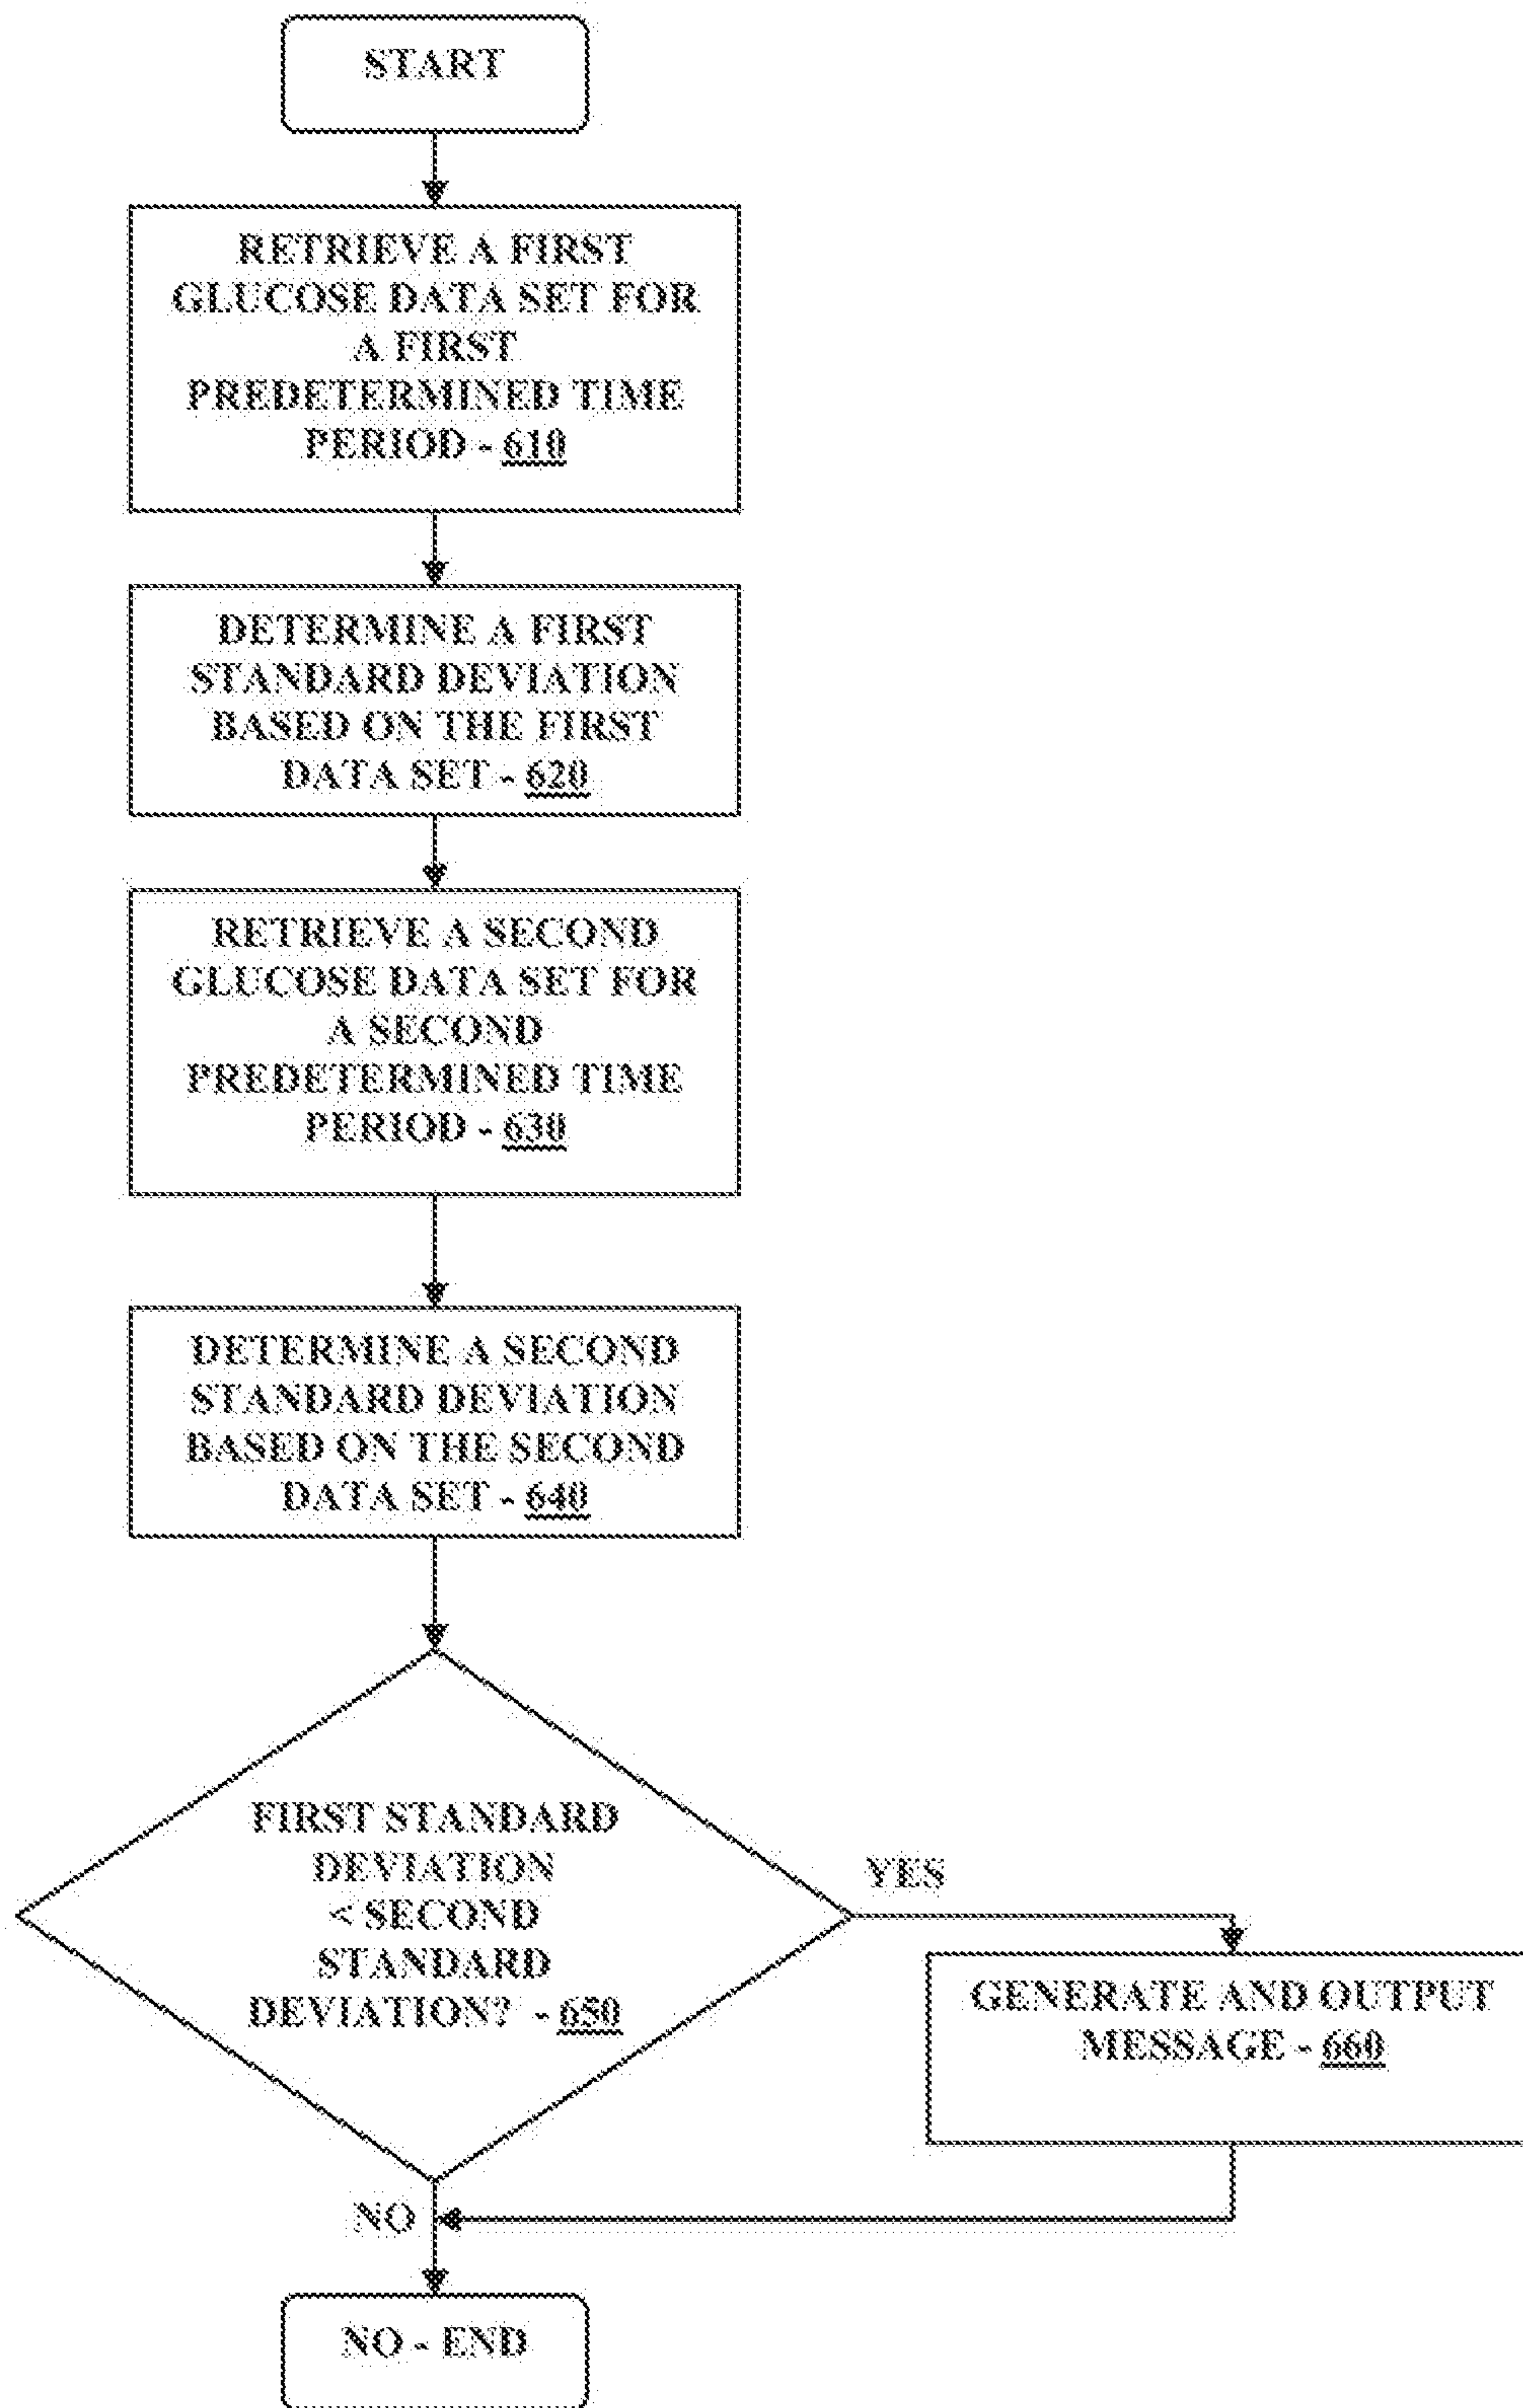 START
RETRIEVE A FIRST
GLUCOSE DATA SET FOR
A FIRST
PREDETERMINED TIME
PERIOD - 610
DETERMINE A FIRST
STANDARD DEVIATION
BASED ON THE FIRST
DATA SET - 620
RETRIEVE A SECOND
GLUCOSE DATA SET FOR
A SECOND
PREDETERMINED TIME
PERIOD - 630
DETERMINE A SECOND
STANDARD DEVIATION
BASED ON THE SECOND
DATA SET - 640
FIRST STANDARD
DEVIATION
< SECOND
STANDARD
DEVIATION? - 650
YES
GENERATE AND OUTPUT
MESSAGE - 660
NO
NO - END